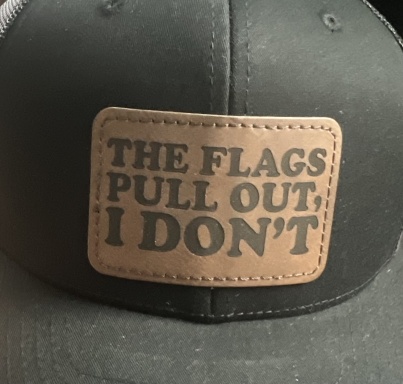 THE FLAGS
PULL OUT,
I DON'T